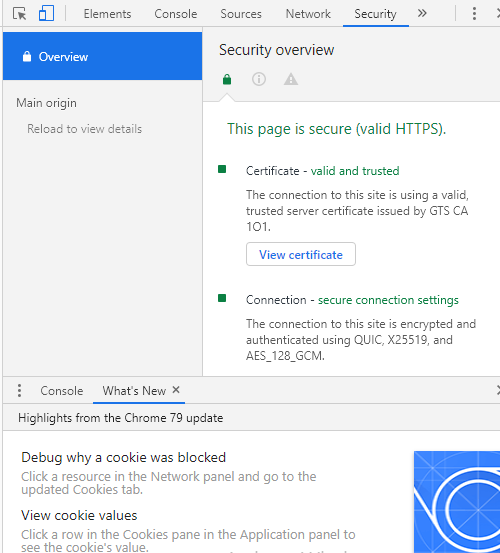 Elements Console Sources Network Security »
Overview
Main origin
Reload to view details
Security overview
This page is secure (valid HTTPS).
Certificate - valid and trusted
The connection to this site is using a valid,
trusted server certificate issued by GTS CA
1O1.
View certificate
Connection - secure connection settings
The connection to this site is encrypted and
authenticated using QUIC, X25519, and
AES_128_GCM.
Console What's New ×
Highlights from the Chrome 79 update
Debug why a cookie was blocked
Click a resource in the Network panel and go to the
updated Cookies tab.
View cookie values
Click a row in the Cookies pane in the Application panel to
see the cookie's value.